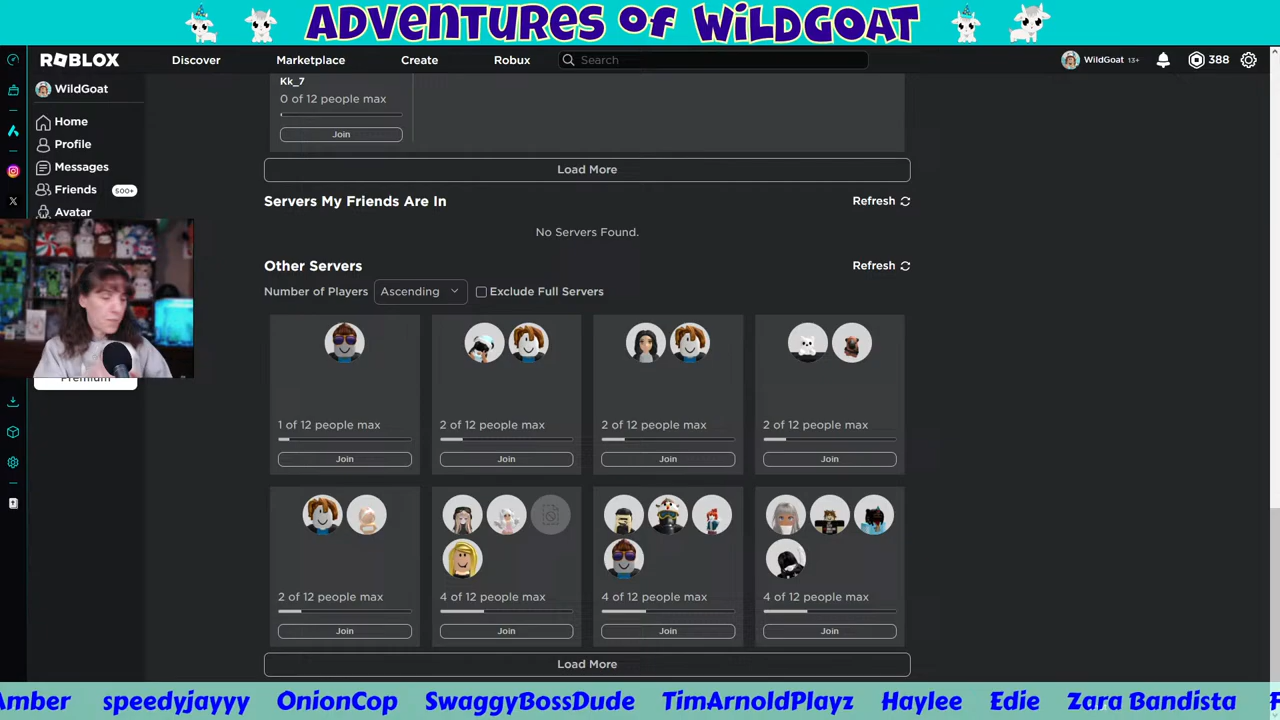 ADVENTURES OF WILDGOAT
ROBLOX Discover Marketplace Create Robux Search WildGoat 13+ 388
WildGoat
Home
Profile
Messages
Friends 500+
Avatar
Kk_7
0 of 12 people max
Join
Load More
Servers My Friends Are In Refresh
No Servers Found.
Other Servers Refresh
Number of Players Ascending Exclude Full Servers
1 of 12 people max 2 of 12 people max 2 of 12 people max 2 of 12 people max
Join Join Join Join
Premium
2 of 12 people max 4 of 12 people max 4 of 12 people max 4 of 12 people max
Join Join Join Join
Load More
Amber speedyjayyy OnionCop SwaggyBossDude TimArnoldPlayz Haylee Edie Zara Bandista